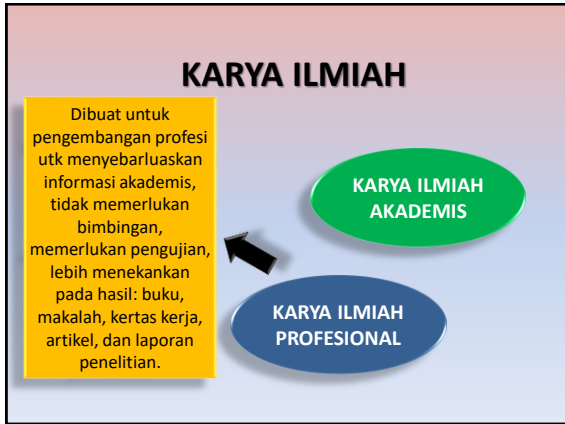 KARYA ILMIAH
Dibuat untuk
pengembangan profesi
utk menyebarluaskan
informasi akademis,
tidak memerlukan
bimbingan,
memerlukan pengujian,
lebih menekankan
pada hasil: buku,
makalah, kertas kerja,
artikel, dan laporan
penelitian.
KARYA ILMIAH
AKADEMIS
KARYA ILMIAH
PROFESIONAL